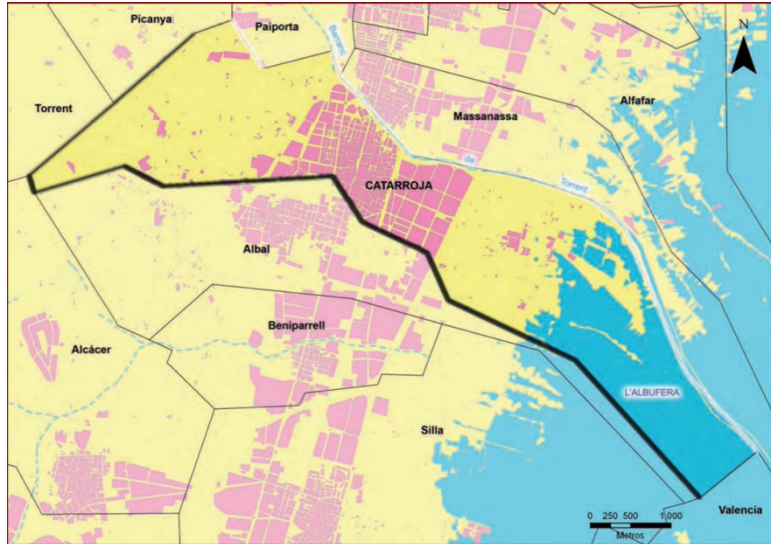 Picanya
Paiporta
N
Barranc
Torrent
Massanassa
Alfafar
de
CATARROJA
Torrent
Albal
Beniparrell
Alcácer
L'ALBUFERA
Silla
Valencia
0 250 500 1.000
Metros